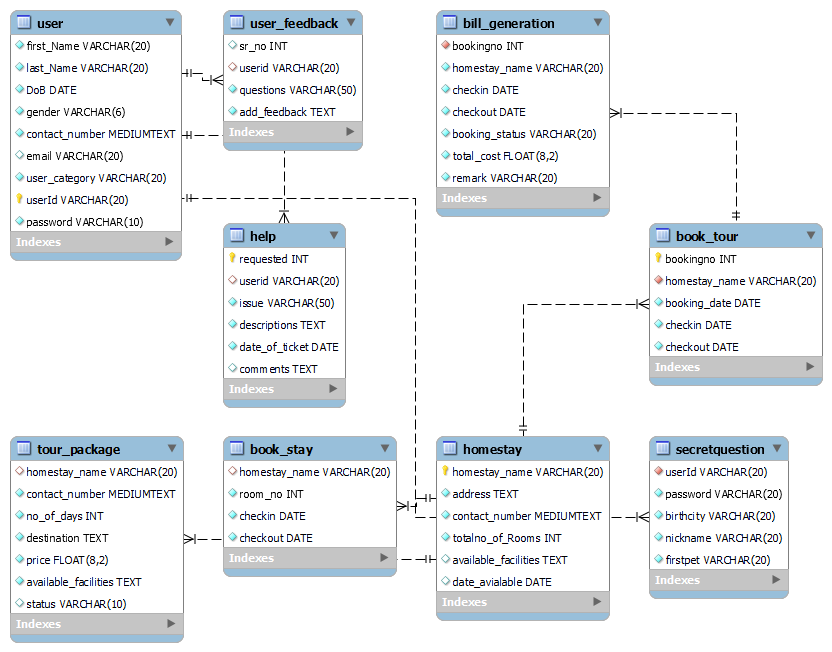 user
first_Name VARCHAR(20)
last_Name VARCHAR(20)
DoB DATE
gender VARCHAR(6)
contact_number MEDIUMTEXT
email VARCHAR(20)
user_category VARCHAR(20)
userId VARCHAR(20)
password VARCHAR(10)
Indexes
user_feedback
sr_no INT
userid VARCHAR(20)
questions VARCHAR(50)
add_feedback TEXT
Indexes
bill_generation
bookingno INT
homestay_name VARCHAR(20)
checkin DATE
checkout DATE
booking_status VARCHAR(20)
total_cost FLOAT(8,2)
remark VARCHAR(20)
Indexes
help
requested INT
userid VARCHAR(20)
issue VARCHAR(50)
descriptions TEXT
date_of_ticket DATE
comments TEXT
Indexes
book_tour
bookingno INT
homestay_name VARCHAR(20)
booking_date DATE
checkin DATE
checkout DATE
Indexes
tour_package
homestay_name VARCHAR(20)
contact_number MEDIUMTEXT
no_of_days INT
destination TEXT
price FLOAT(8,2)
available_facilities TEXT
status VARCHAR(10)
Indexes
book_stay
homestay_name VARCHAR(20)
room_no INT
checkin DATE
checkout DATE
Indexes
homestay
homestay_name VARCHAR(20)
address TEXT
contact_number MEDIUMTEXT
totalno_of_Rooms INT
available_facilities TEXT
date_avialable DATE
Indexes
secretquestion
userId VARCHAR(20)
password VARCHAR(20)
birthcity VARCHAR(20)
nickname VARCHAR(20)
firstpet VARCHAR(20)
Indexes